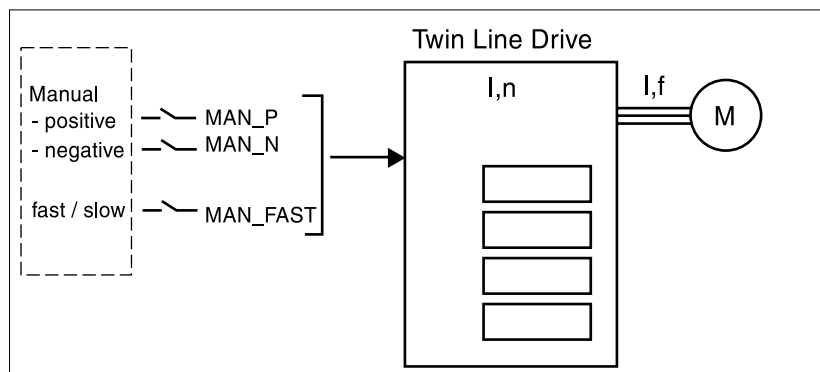 Twin Line Drive
Manual
- positive
- negative
fast / slow
MAN_P
MAN_N
MAN_FAST
I,n
I,f
M